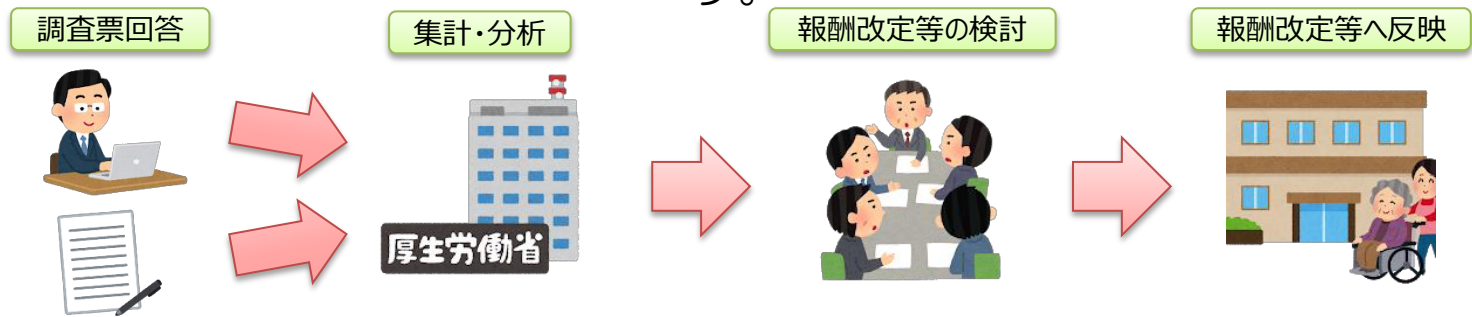 す。
調査票回答
集計・分析
報酬改定等の検討
報酬改定等へ反映
厚生労働省